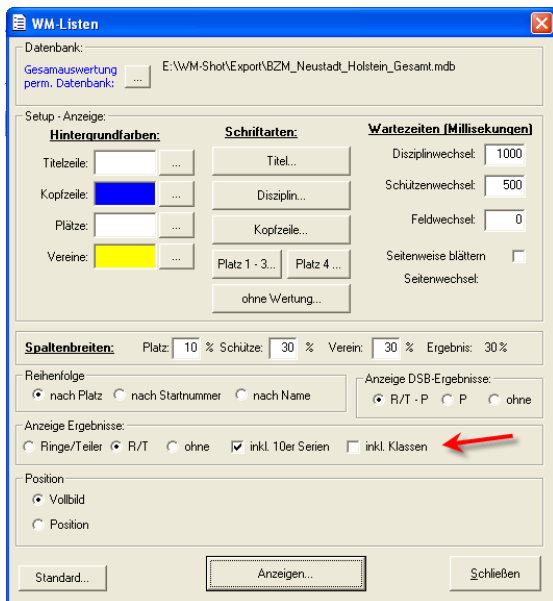 WM-Listen
Datenbank:
Gesamauswertung perm. Datenbank: ... E:\WM-Shot\Export\BZM_Neustadt_Holstein_Gesamt.mdb
Setup - Anzeige:
Hintergrundfarben:
Titelzeile: ...
Kopfzeile: ...
Plätze: ...
Vereine: ...
Schriftarten:
Titel...
Disziplin...
Kopfzeile...
Platz 1 - 3... Platz 4 ...
ohne Wertung...
Wartezeiten (Millisekungen)
Disziplinwechsel: 1000
Schützenwechsel: 500
Feldwechsel: 0
Seitenweise blättern
Seitenwechsel:
Spaltenbreiten: Platz: 10 % Schütze: 30 % Verein: 30 % Ergebnis: 30%
Reihenfolge
nach Platz nach Startnummer nach Name
Anzeige DSB-Ergebnisse:
R/T - P P ohne
Anzeige Ergebnisse:
Ringe/Teiler R/T ohne inkl. 10er Serien inkl. Klassen
Position
Vollbild
Position
Standard... Anzeigen... Schließen